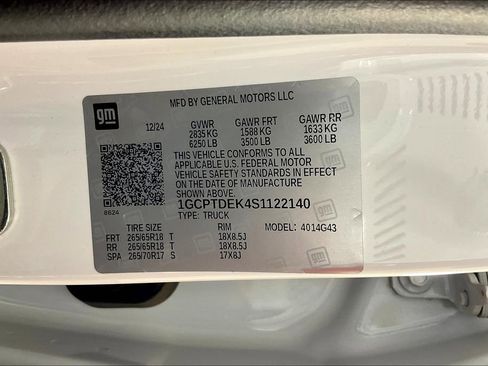 MFD BY GENERAL MOTORS LLC
gm
12/24 GVWR GAWR FRT GAWR RR
2835 KG 1588 KG 1633 KG
6250 LB 3500 LB 3600 LB
THIS VEHICLE CONFORMS TO ALL
APPLICABLE U.S. FEDERAL MOTOR
VEHICLE SAFETY STANDARDS IN EFFECT
ON THE DATE OF MANUFACTURE
SHOWN ABOVE.
8624
1GCPTDEK4S1122140
TYPE: TRUCK
TIRE SIZE RIM MODEL: 4O14G43
FRT 265/65R18 T 18X8.5J
RR 265/65R18 T 18X8.5J
SPA 265/70R17 S 17X8J